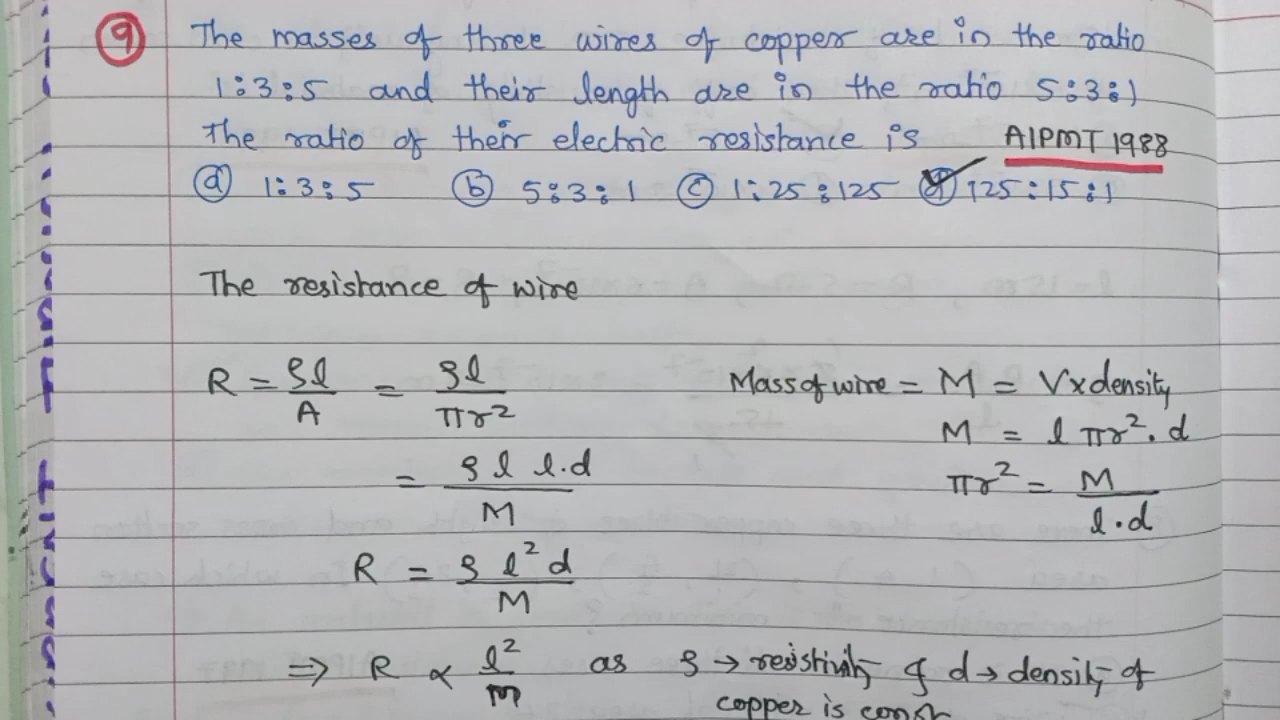 9 The masses of three wires of copper are in the ratio
1:3:5 and their length are in the ratio 5:3:1
The ratio of their electric resistance is AIPMT 1988
a 1:3:5 b 5:3:1 c 1:25:125 d 125:15:1
The resistance of wire
R = ρl/A = ρl/πr²
Mass of wire = M = V x density
M = l πr². d
= ρ l l.d/M
πr² = M/l.d
R = ρ l² d/M
⇒ R ∝ l²/m as ρ → resistivity & d → density of
copper is const